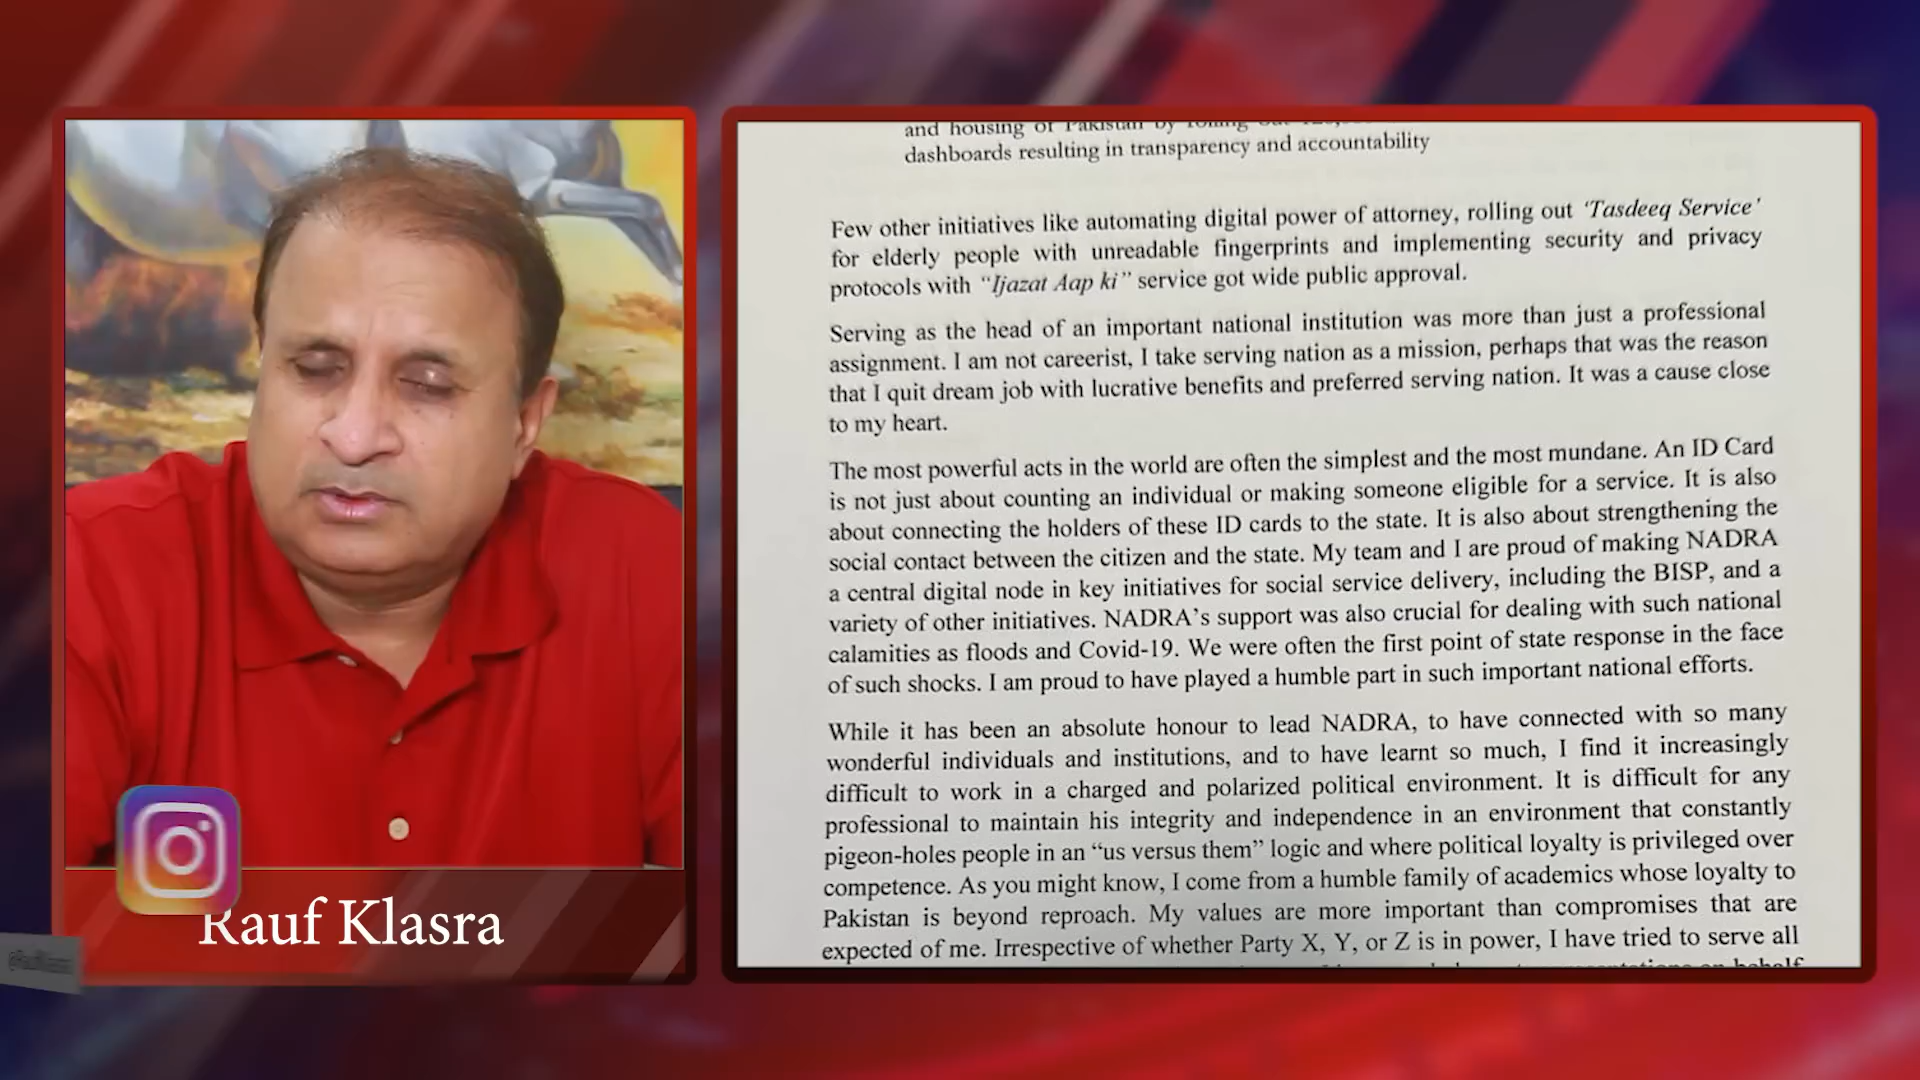 and housing of Pakistan by rolling out
dashboards resulting in transparency and accountability
Few other initiatives like automating digital power of attorney, rolling out ‘Tasdeeq Service’
for elderly people with unreadable fingerprints and implementing security and privacy
protocols with “Ijazat Aap ki” service got wide public approval.
Serving as the head of an important national institution was more than just a professional
assignment. I am not careerist, I take serving nation as a mission, perhaps that was the reason
that I quit dream job with lucrative benefits and preferred serving nation. It was a cause close
to my heart.
The most powerful acts in the world are often the simplest and the most mundane. An ID Card
is not just about counting an individual or making someone eligible for a service. It is also
about connecting the holders of these ID cards to the state. It is also about strengthening the
social contact between the citizen and the state. My team and I are proud of making NADRA
a central digital node in key initiatives for social service delivery, including the BISP, and a
variety of other initiatives. NADRA’s support was also crucial for dealing with such national
calamities as floods and Covid-19. We were often the first point of state response in the face
of such shocks. I am proud to have played a humble part in such important national efforts.
While it has been an absolute honour to lead NADRA, to have connected with so many
wonderful individuals and institutions, and to have learnt so much, I find it increasingly
difficult to work in a charged and polarized political environment. It is difficult for any
professional to maintain his integrity and independence in an environment that constantly
pigeon-holes people in an “us versus them” logic and where political loyalty is privileged over
competence. As you might know, I come from a humble family of academics whose loyalty to
Pakistan is beyond reproach. My values are more important than compromises that are
expected of me. Irrespective of whether Party X, Y, or Z is in power, I have tried to serve all
on behalf
Rauf Klasra